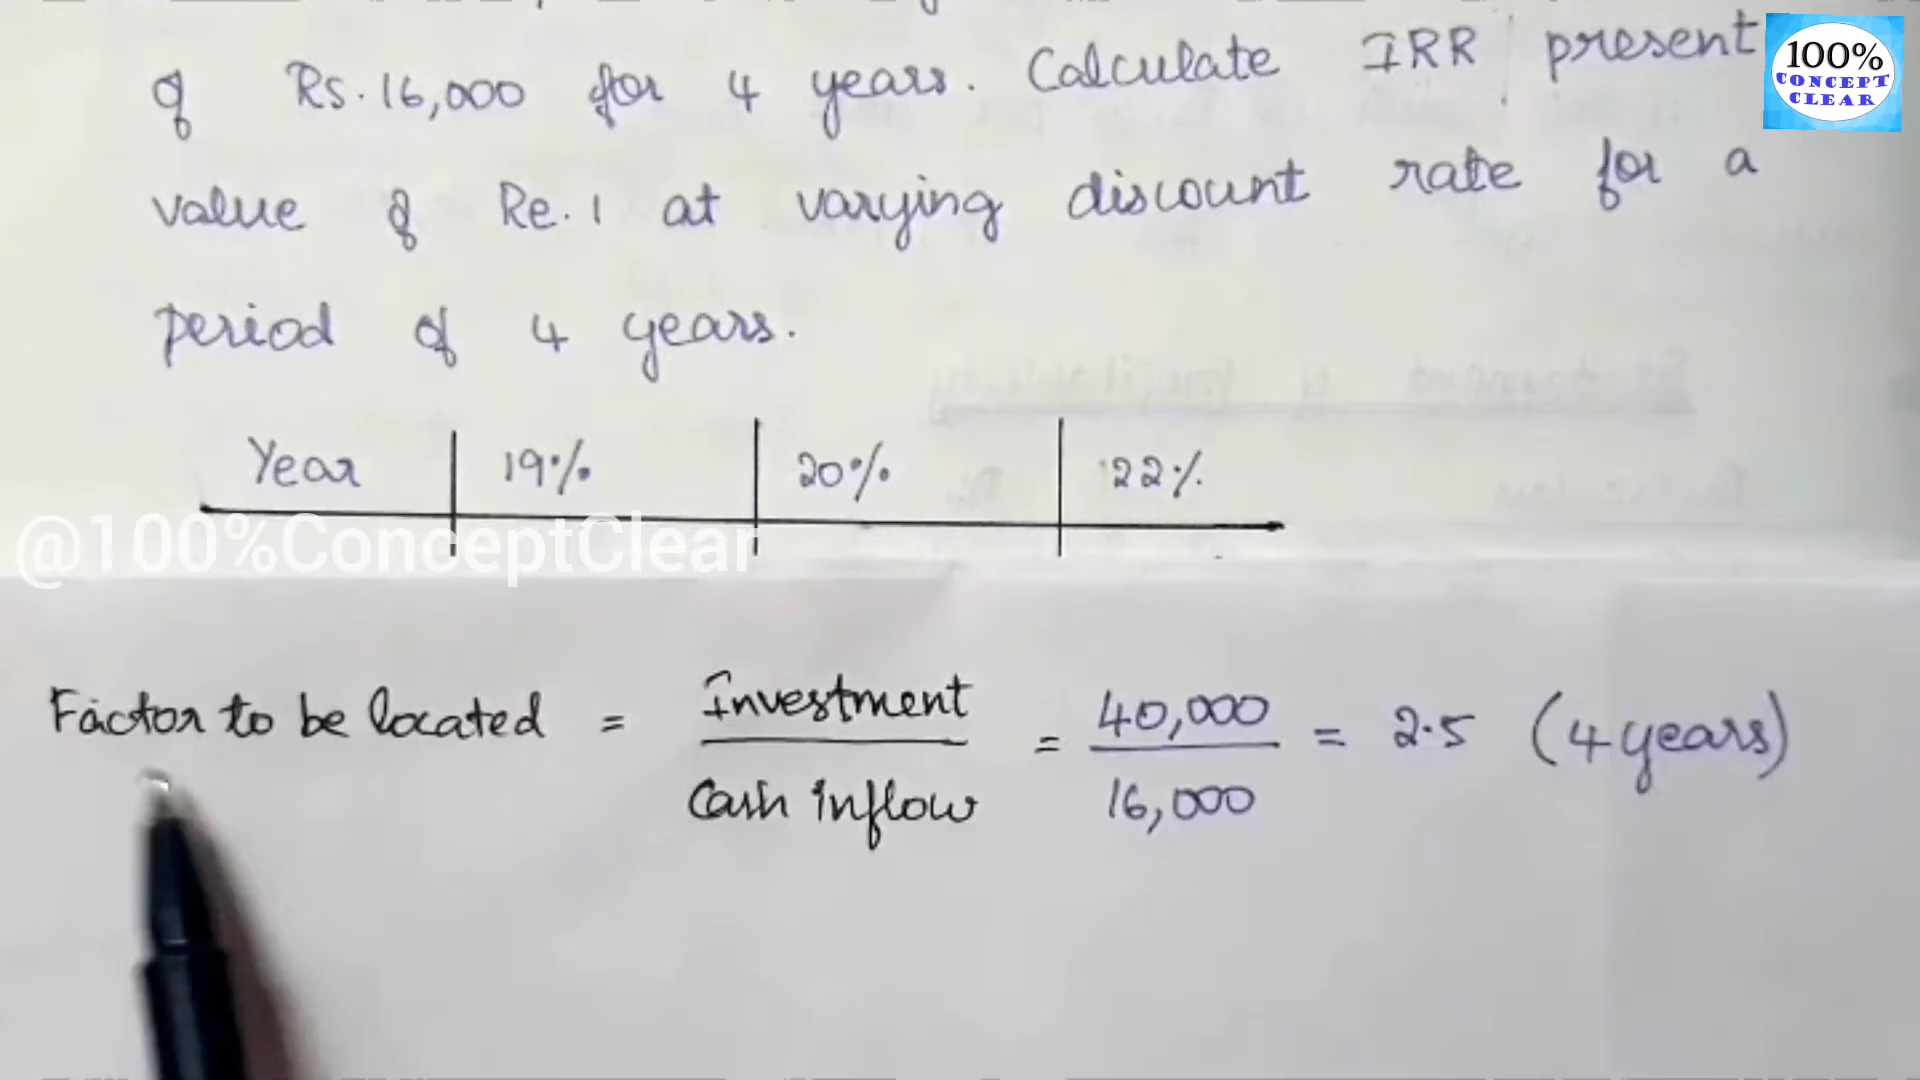 of Rs.16,000 for 4 years. Calculate IRR present
value of Re.1 at varying discount rate for a
period of 4 years.
Year 19% 20% 22%
@100%ConceptClear
Factor to be located = Investment / Cash inflow = 40,000 / 16,000 = 2.5 (4 years)
100%
CONCEPT
CLEAR